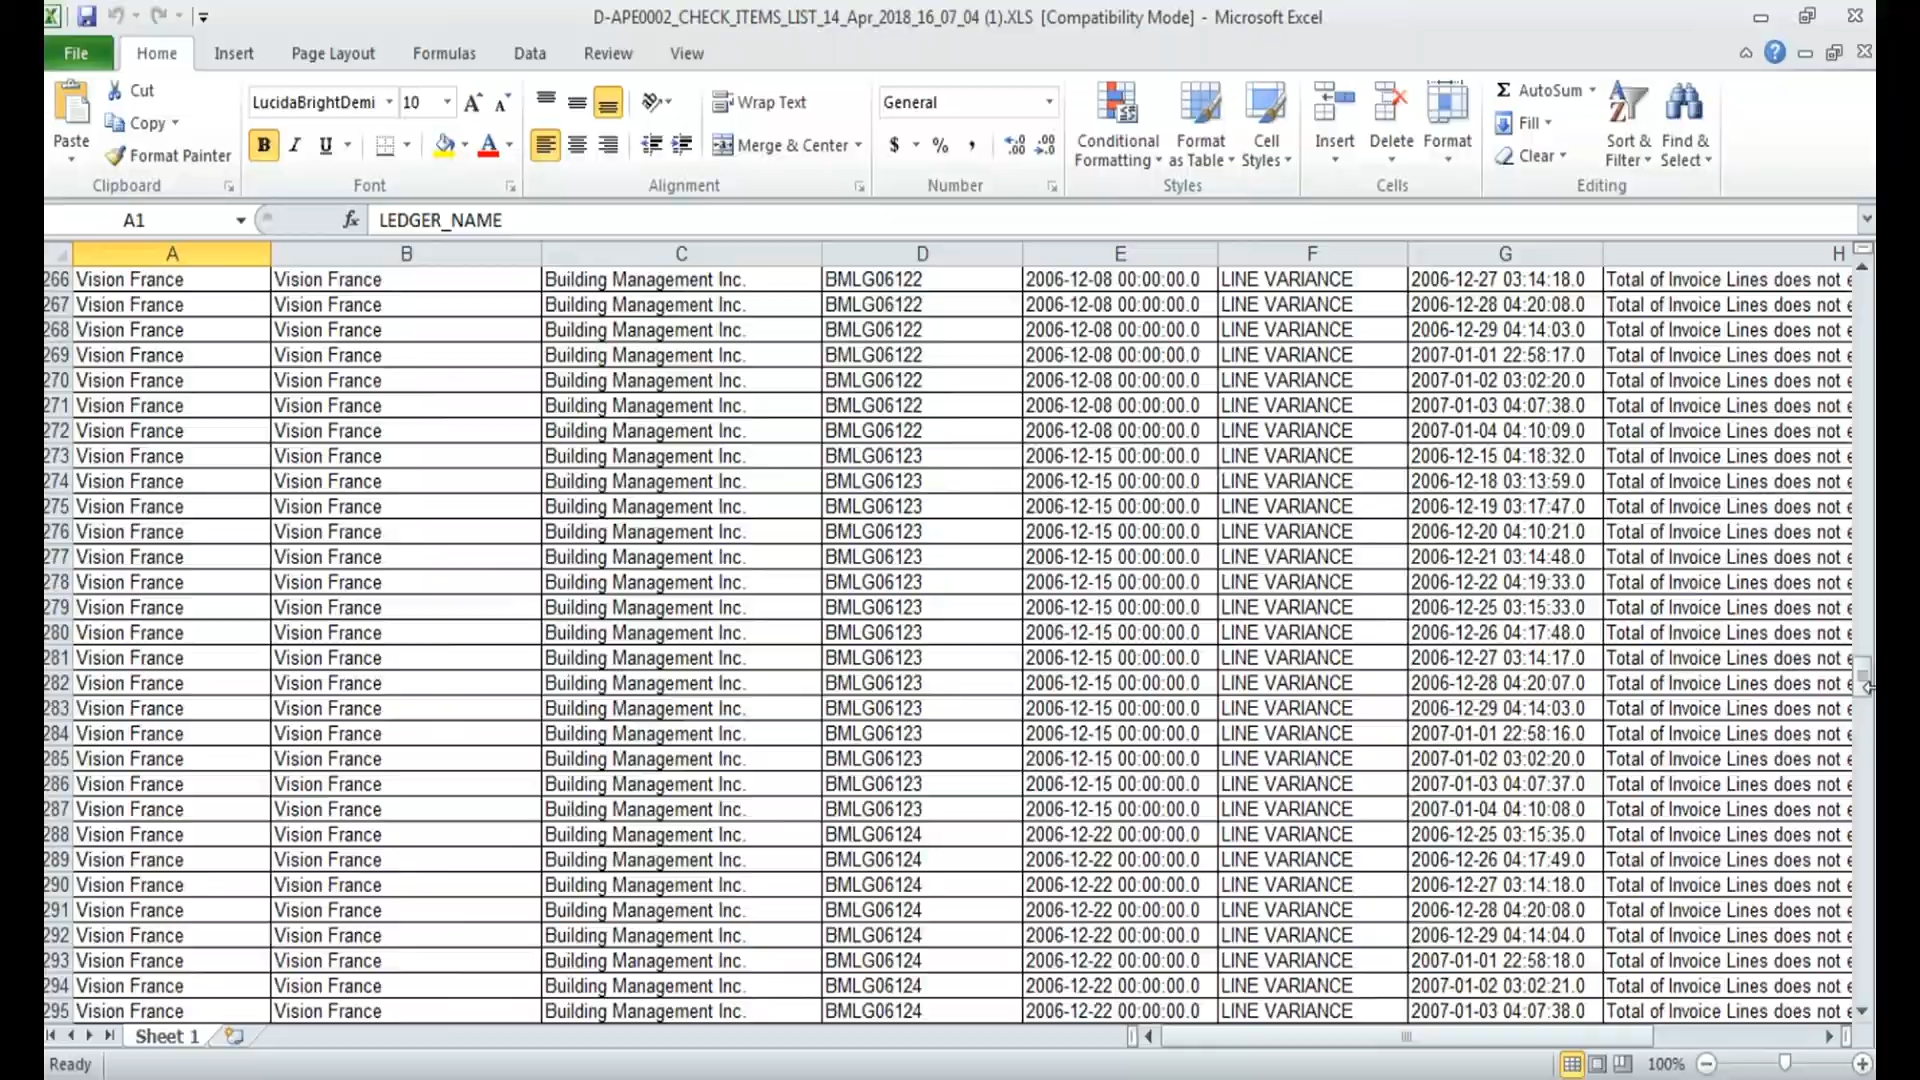 D-APE0002_CHECK_ITEMS_LIST_14_Apr_2018_16_07_04 (1).XLS [Compatibility Mode] - Microsoft Excel
File Home Insert Page Layout Formulas Data Review View
Paste Cut Copy Format Painter Clipboard
LucidaBrightDemi 10 B I U Font
Wrap Text Merge & Center Alignment
General $ % , Number
Conditional Formatting Format as Table Cell Styles Styles
Insert Delete Format Cells
Σ AutoSum Fill Clear Sort & Filter Find & Select Editing
A1 fx LEDGER_NAME
A B C D E F G H
266 Vision France Vision France Building Management Inc. BMLG06122 2006-12-08 00:00:00.0 LINE VARIANCE 2006-12-27 03:14:18.0 Total of Invoice Lines does not e
267 Vision France Vision France Building Management Inc. BMLG06122 2006-12-08 00:00:00.0 LINE VARIANCE 2006-12-28 04:20:08.0 Total of Invoice Lines does not e
268 Vision France Vision France Building Management Inc. BMLG06122 2006-12-08 00:00:00.0 LINE VARIANCE 2006-12-29 04:14:03.0 Total of Invoice Lines does not e
269 Vision France Vision France Building Management Inc. BMLG06122 2006-12-08 00:00:00.0 LINE VARIANCE 2007-01-01 22:58:17.0 Total of Invoice Lines does not e
270 Vision France Vision France Building Management Inc. BMLG06122 2006-12-08 00:00:00.0 LINE VARIANCE 2007-01-02 03:02:20.0 Total of Invoice Lines does not e
271 Vision France Vision France Building Management Inc. BMLG06122 2006-12-08 00:00:00.0 LINE VARIANCE 2007-01-03 04:07:38.0 Total of Invoice Lines does not e
272 Vision France Vision France Building Management Inc. BMLG06122 2006-12-08 00:00:00.0 LINE VARIANCE 2007-01-04 04:10:09.0 Total of Invoice Lines does not e
273 Vision France Vision France Building Management Inc. BMLG06123 2006-12-15 00:00:00.0 LINE VARIANCE 2006-12-15 04:18:32.0 Total of Invoice Lines does not e
274 Vision France Vision France Building Management Inc. BMLG06123 2006-12-15 00:00:00.0 LINE VARIANCE 2006-12-18 03:13:59.0 Total of Invoice Lines does not e
275 Vision France Vision France Building Management Inc. BMLG06123 2006-12-15 00:00:00.0 LINE VARIANCE 2006-12-19 03:17:47.0 Total of Invoice Lines does not e
276 Vision France Vision France Building Management Inc. BMLG06123 2006-12-15 00:00:00.0 LINE VARIANCE 2006-12-20 04:10:21.0 Total of Invoice Lines does not e
277 Vision France Vision France Building Management Inc. BMLG06123 2006-12-15 00:00:00.0 LINE VARIANCE 2006-12-21 03:14:48.0 Total of Invoice Lines does not e
278 Vision France Vision France Building Management Inc. BMLG06123 2006-12-15 00:00:00.0 LINE VARIANCE 2006-12-22 04:19:33.0 Total of Invoice Lines does not e
279 Vision France Vision France Building Management Inc. BMLG06123 2006-12-15 00:00:00.0 LINE VARIANCE 2006-12-25 03:15:33.0 Total of Invoice Lines does not e
280 Vision France Vision France Building Management Inc. BMLG06123 2006-12-15 00:00:00.0 LINE VARIANCE 2006-12-26 04:17:48.0 Total of Invoice Lines does not e
281 Vision France Vision France Building Management Inc. BMLG06123 2006-12-15 00:00:00.0 LINE VARIANCE 2006-12-27 03:14:17.0 Total of Invoice Lines does not e
282 Vision France Vision France Building Management Inc. BMLG06123 2006-12-15 00:00:00.0 LINE VARIANCE 2006-12-28 04:20:07.0 Total of Invoice Lines does not e
283 Vision France Vision France Building Management Inc. BMLG06123 2006-12-15 00:00:00.0 LINE VARIANCE 2006-12-29 04:14:03.0 Total of Invoice Lines does not e
284 Vision France Vision France Building Management Inc. BMLG06123 2006-12-15 00:00:00.0 LINE VARIANCE 2007-01-01 22:58:16.0 Total of Invoice Lines does not e
285 Vision France Vision France Building Management Inc. BMLG06123 2006-12-15 00:00:00.0 LINE VARIANCE 2007-01-02 03:02:20.0 Total of Invoice Lines does not e
286 Vision France Vision France Building Management Inc. BMLG06123 2006-12-15 00:00:00.0 LINE VARIANCE 2007-01-03 04:07:37.0 Total of Invoice Lines does not e
287 Vision France Vision France Building Management Inc. BMLG06123 2006-12-15 00:00:00.0 LINE VARIANCE 2007-01-04 04:10:08.0 Total of Invoice Lines does not e
288 Vision France Vision France Building Management Inc. BMLG06124 2006-12-22 00:00:00.0 LINE VARIANCE 2006-12-25 03:15:35.0 Total of Invoice Lines does not e
289 Vision France Vision France Building Management Inc. BMLG06124 2006-12-22 00:00:00.0 LINE VARIANCE 2006-12-26 04:17:49.0 Total of Invoice Lines does not e
290 Vision France Vision France Building Management Inc. BMLG06124 2006-12-22 00:00:00.0 LINE VARIANCE 2006-12-27 03:14:18.0 Total of Invoice Lines does not e
291 Vision France Vision France Building Management Inc. BMLG06124 2006-12-22 00:00:00.0 LINE VARIANCE 2006-12-28 04:20:08.0 Total of Invoice Lines does not e
292 Vision France Vision France Building Management Inc. BMLG06124 2006-12-22 00:00:00.0 LINE VARIANCE 2006-12-29 04:14:04.0 Total of Invoice Lines does not e
293 Vision France Vision France Building Management Inc. BMLG06124 2006-12-22 00:00:00.0 LINE VARIANCE 2007-01-01 22:58:18.0 Total of Invoice Lines does not e
294 Vision France Vision France Building Management Inc. BMLG06124 2006-12-22 00:00:00.0 LINE VARIANCE 2007-01-02 03:02:21.0 Total of Invoice Lines does not e
295 Vision France Vision France Building Management Inc. BMLG06124 2006-12-22 00:00:00.0 LINE VARIANCE 2007-01-03 04:07:38.0 Total of Invoice Lines does not e
Sheet 1
Ready 100%